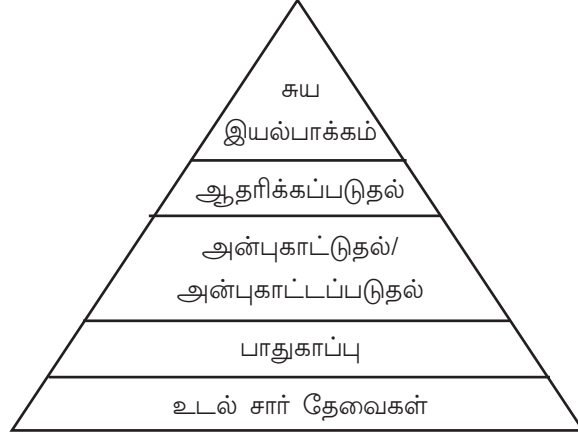 சுய
இயல்பாக்கம்
ஆதரிக்கப்படுதல்
அன்புகாட்டுதல்/
அன்புகாட்டப்படுதல்
பாதுகாப்பு
உடல் சார் தேவைகள்